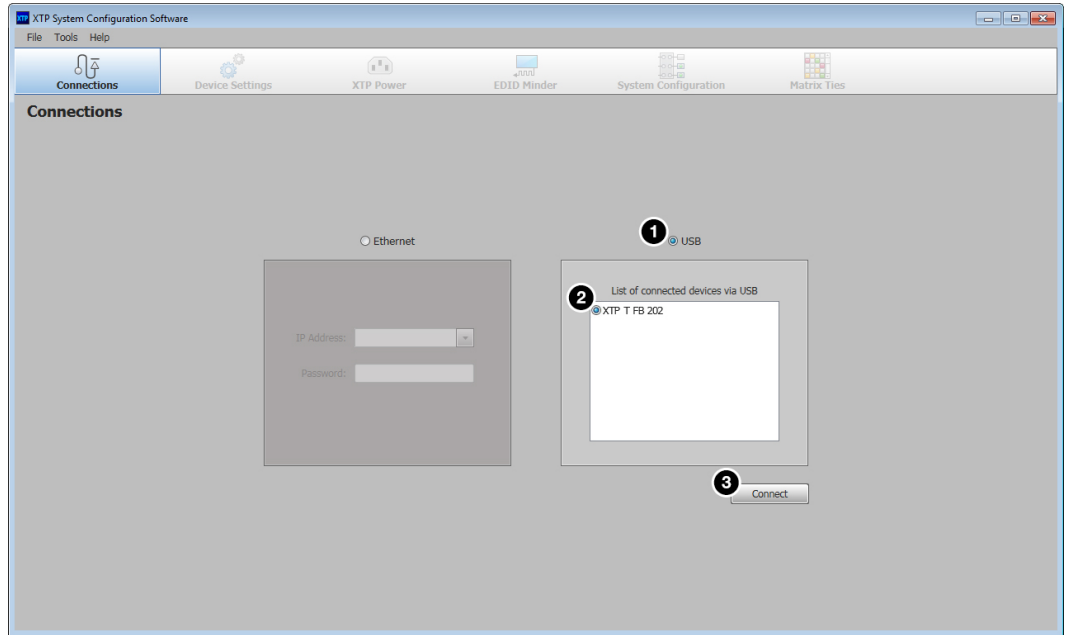 XTP XTP System Configuration Software
File Tools Help
Connections Device Settings XTP Power EDID Minder System Configuration Matrix Ties
Connections
Ethernet 1 USB
List of connected devices via USB
2 XTP T FB 202
IP Address:
Password:
3 Connect